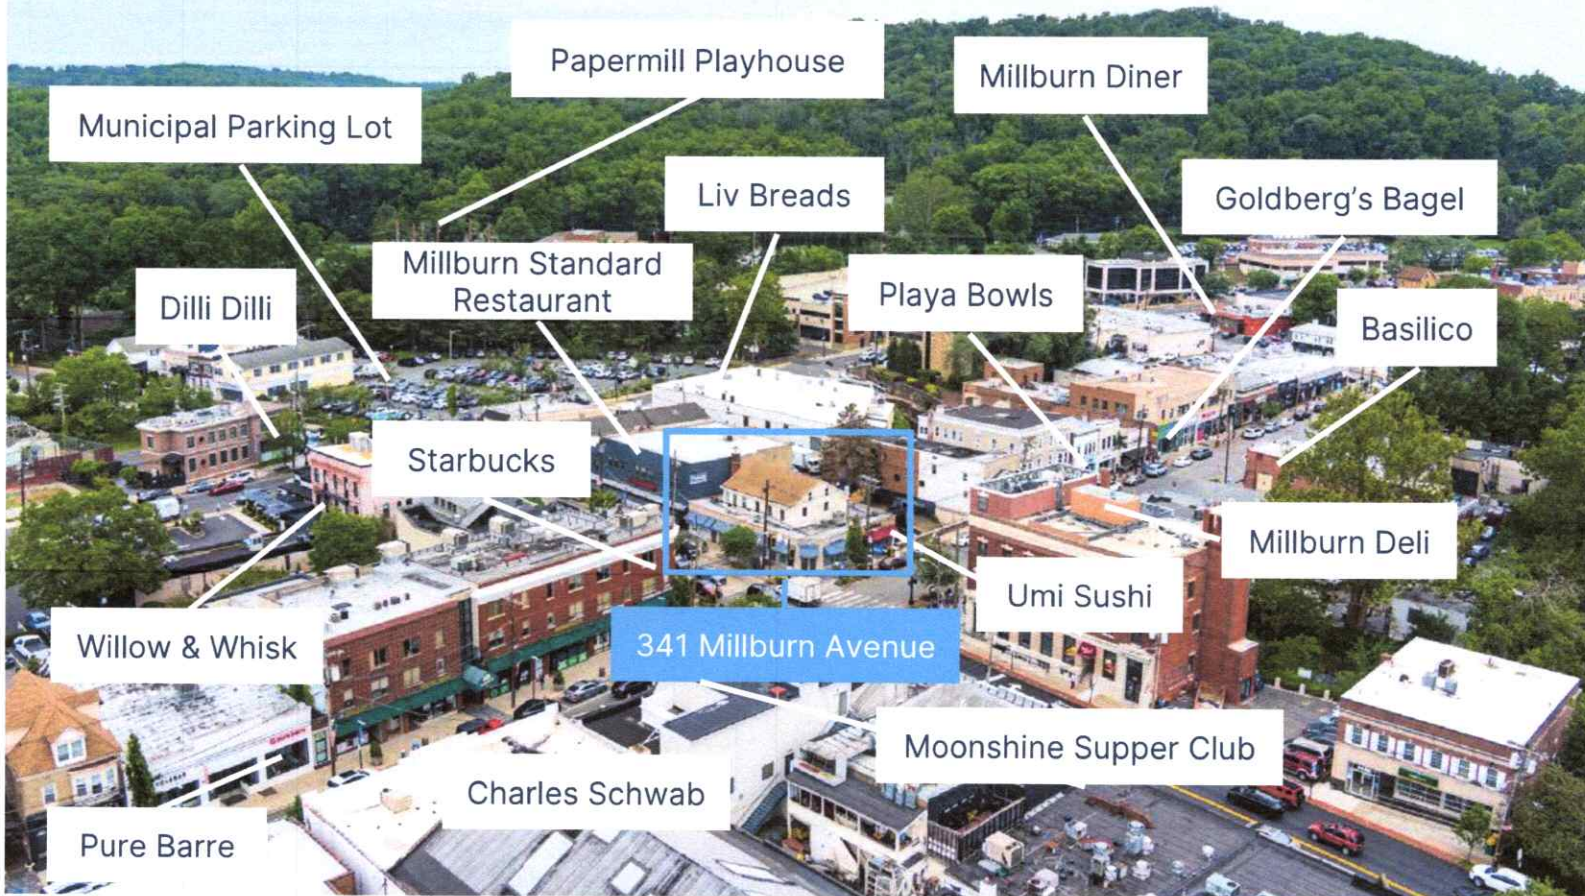 Papermill Playhouse
Millburn Diner
Municipal Parking Lot
Liv Breads
Goldberg's Bagel
Millburn Standard
Restaurant
Dilli Dilli
Playa Bowls
Basilico
Starbucks
Millburn Deli
Umi Sushi
Willow & Whisk
341 Millburn Avenue
Moonshine Supper Club
Charles Schwab
Pure Barre